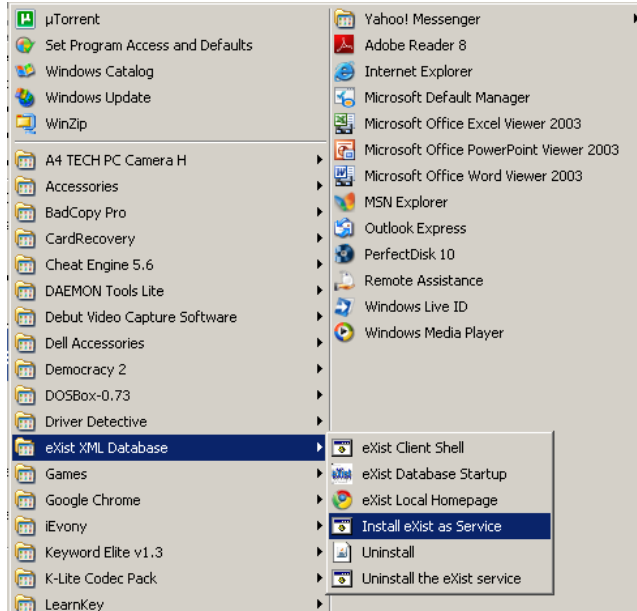 µTorrent
Set Program Access and Defaults
Windows Catalog
Windows Update
WinZip
A4 TECH PC Camera H
Accessories
BadCopy Pro
CardRecovery
Cheat Engine 5.6
DAEMON Tools Lite
Debut Video Capture Software
Dell Accessories
Democracy 2
DOSBox-0.73
Driver Detective
eXist XML Database
Games
Google Chrome
iEvony
Keyword Elite v1.3
K-Lite Codec Pack
LearnKey
Yahoo! Messenger
Adobe Reader 8
Internet Explorer
Microsoft Default Manager
Microsoft Office Excel Viewer 2003
Microsoft Office PowerPoint Viewer 2003
Microsoft Office Word Viewer 2003
MSN Explorer
Outlook Express
PerfectDisk 10
Remote Assistance
Windows Live ID
Windows Media Player
eXist Client Shell
eXist Database Startup
eXist Local Homepage
Install eXist as Service
Uninstall
Uninstall the eXist service